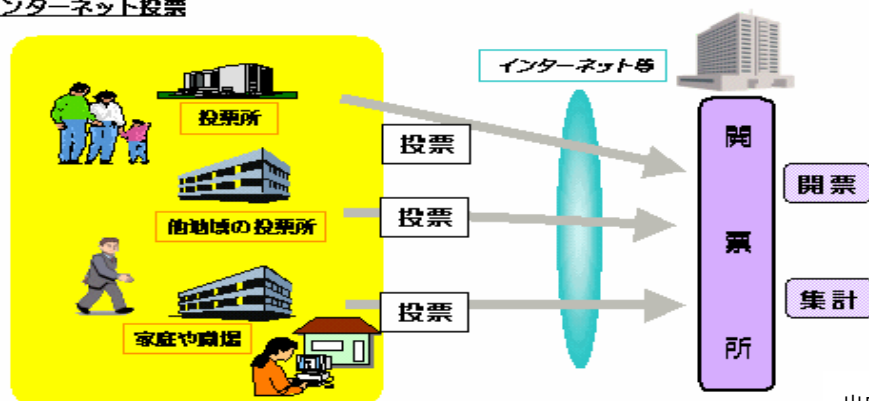 ンターネット投票
インターネット等
投票所
投票
他地域の投票所
投票
家庭や職場
投票
開票所
開票
集計